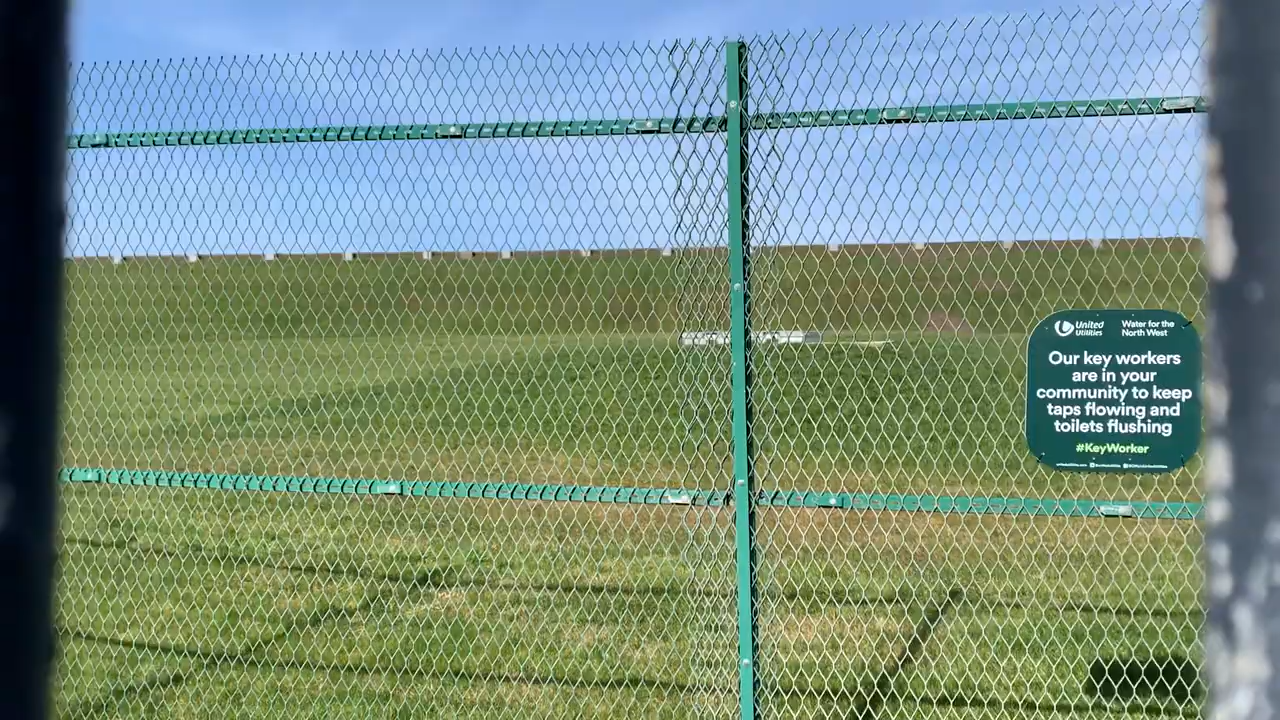 United
Utilities
Water for the
North West
Our key workers
are in your
community to keep
taps flowing and
toilets flushing
#KeyWorker